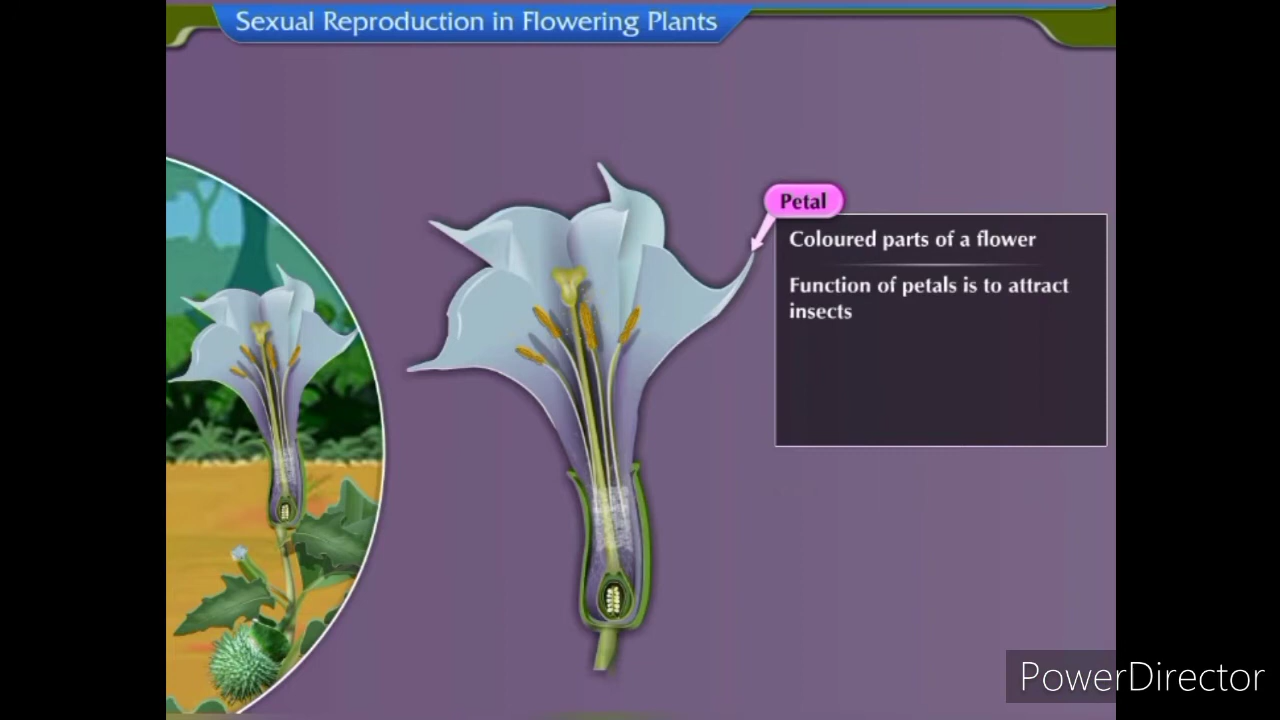 Sexual Reproduction in Flowering Plants
Petal
Coloured parts of a flower
Function of petals is to attract
insects
PowerDirector